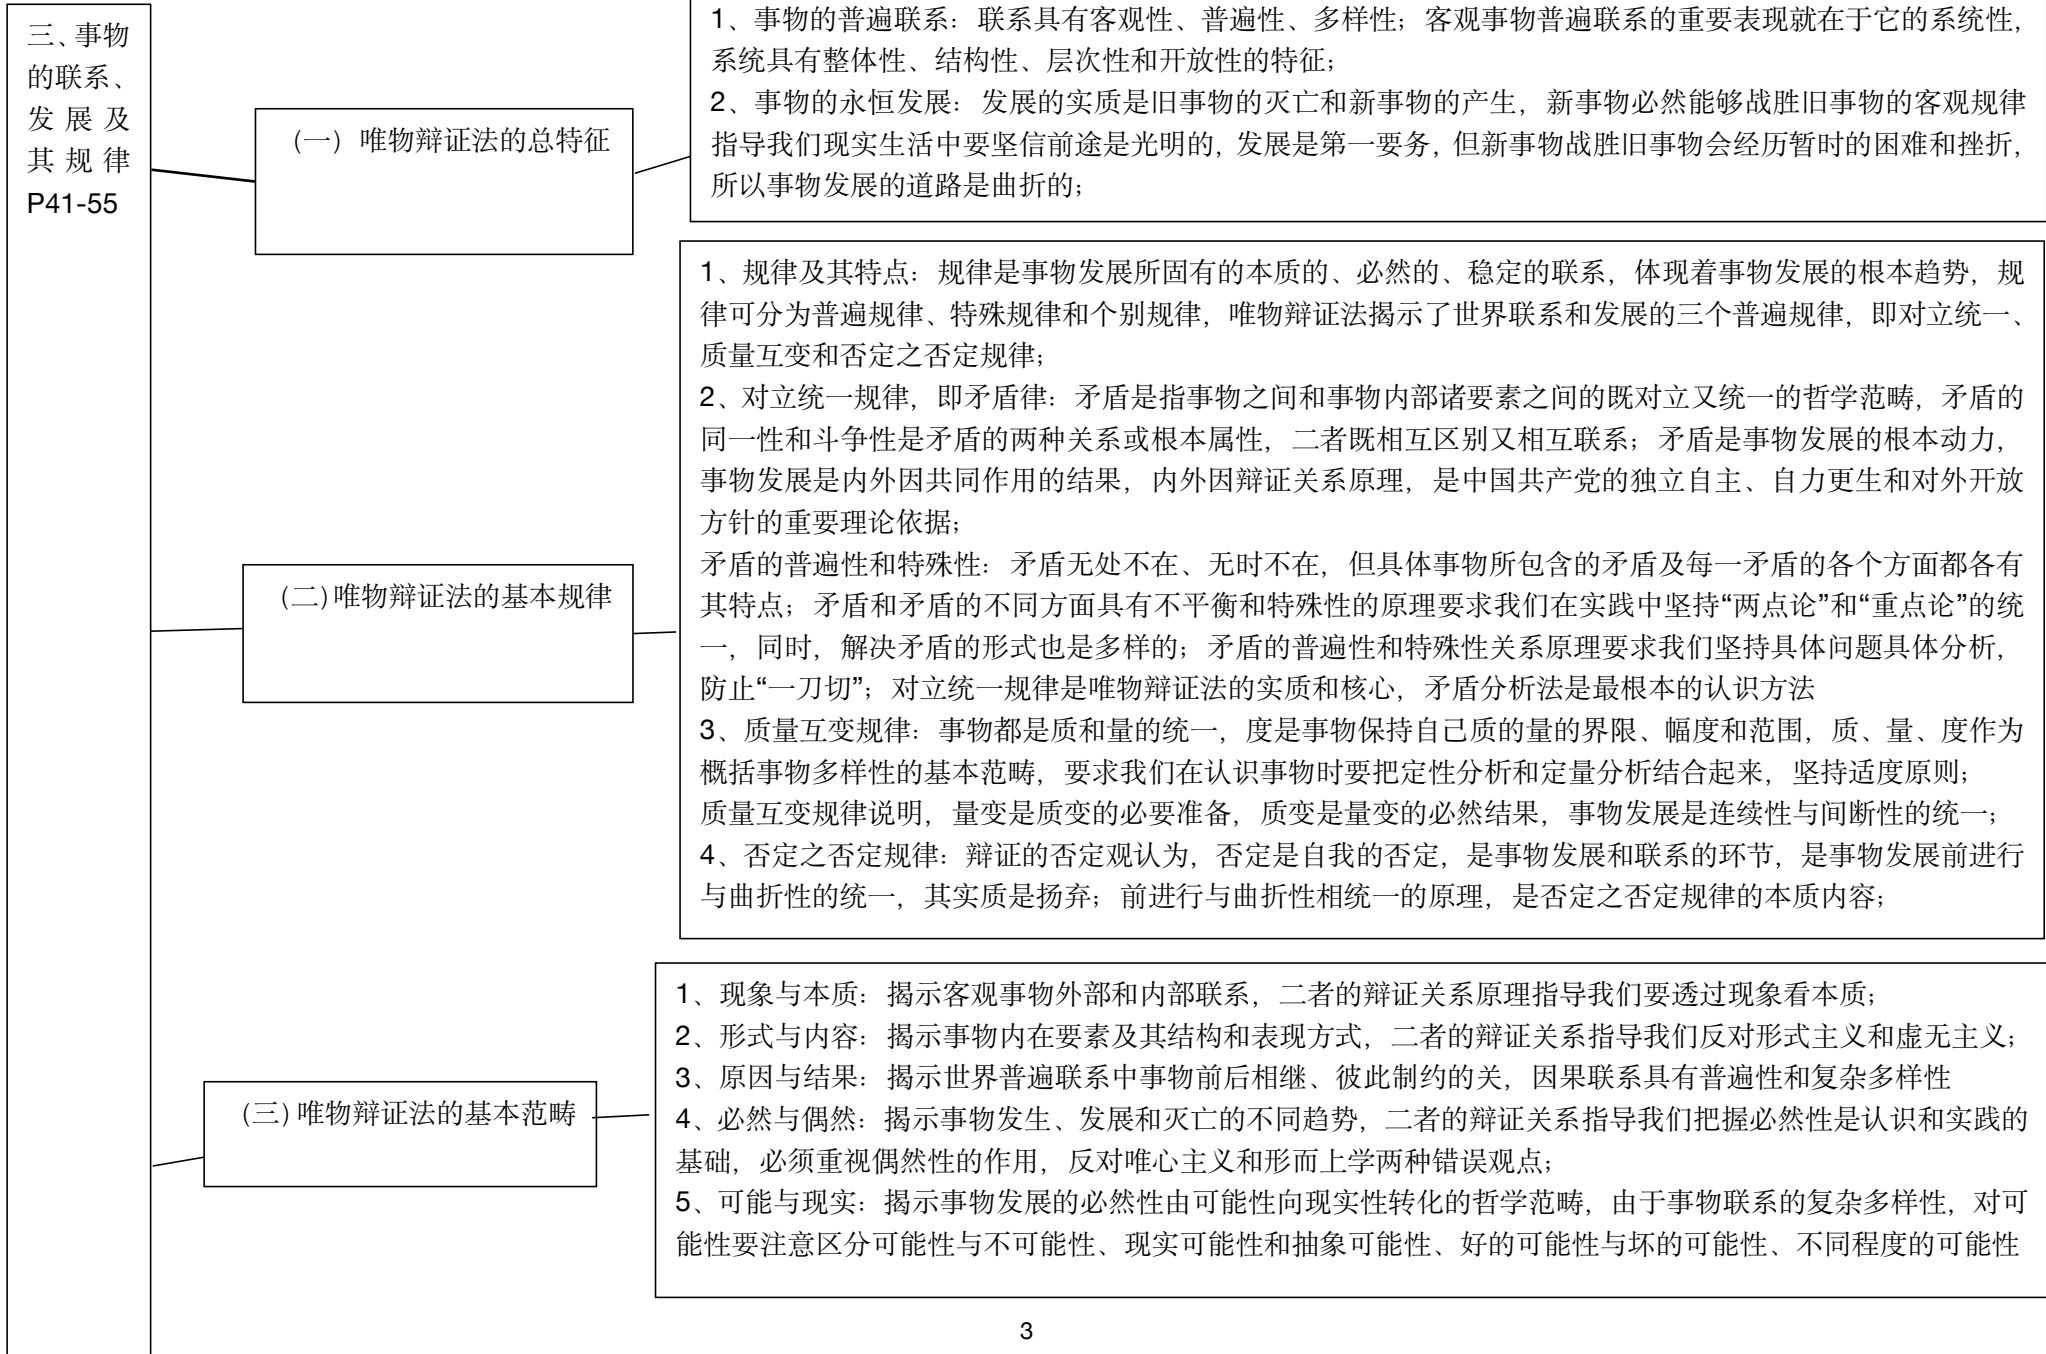 三、事物
的联系、
发展及
其规律
P41-55
（一）唯物辩证法的总特征
1、事物的普遍联系：联系具有客观性、普遍性、多样性；客观事物普遍联系的重要表现就在于它的系统性，
系统具有整体性、结构性、层次性和开放性的特征；
2、事物的永恒发展：发展的实质是旧事物的灭亡和新事物的产生，新事物必然能够战胜旧事物的客观规律
指导我们现实生活中要坚信前途是光明的，发展是第一要务，但新事物战胜旧事物会经历暂时的困难和挫折，
所以事物发展的道路是曲折的；
（二）唯物辩证法的基本规律
1、规律及其特点：规律是事物发展所固有的本质的、必然的、稳定的联系，体现着事物发展的根本趋势，规
律可分为普遍规律、特殊规律和个别规律，唯物辩证法揭示了世界联系和发展的三个普遍规律，即对立统一、
质量互变和否定之否定规律；
2、对立统一规律，即矛盾律：矛盾是指事物之间和事物内部诸要素之间的既对立又统一的哲学范畴，矛盾的
同一性和斗争性是矛盾的两种关系或根本属性，二者既相互区别又相互联系；矛盾是事物发展的根本动力，
事物发展是内外因共同作用的结果，内外因辩证关系原理，是中国共产党的独立自主、自力更生和对外开放
方针的重要理论依据；
矛盾的普遍性和特殊性：矛盾无处不在、无时不在，但具体事物所包含的矛盾及每一矛盾的各个方面都各有
其特点；矛盾和矛盾的不同方面具有不平衡和特殊性的原理要求我们在实践中坚持“两点论”和“重点论”的统
一，同时，解决矛盾的形式也是多样的；矛盾的普遍性和特殊性关系原理要求我们坚持具体问题具体分析，
防止“一刀切”；对立统一规律是唯物辩证法的实质和核心，矛盾分析法是最根本的认识方法
3、质量互变规律：事物都是质和量的统一，度是事物保持自己质的量的界限、幅度和范围，质、量、度作为
概括事物多样性的基本范畴，要求我们在认识事物时要把定性分析和定量分析结合起来，坚持适度原则；
质量互变规律说明，量变是质变的必要准备，质变是量变的必然结果，事物发展是连续性与间断性的统一；
4、否定之否定规律：辩证的否定观认为，否定是自我的否定，是事物发展和联系的环节，是事物发展前进行
与曲折性的统一，其实质是扬弃；前进行与曲折性相统一的原理，是否定之否定规律的本质内容；
（三）唯物辩证法的基本范畴
1、现象与本质：揭示客观事物外部和内部联系，二者的辩证关系原理指导我们要透过现象看本质；
2、形式与内容：揭示事物内在要素及其结构和表现方式，二者的辩证关系指导我们反对形式主义和虚无主义；
3、原因与结果：揭示世界普遍联系中事物前后相继、彼此制约的关，因果联系具有普遍性和复杂多样性
4、必然与偶然：揭示事物发生、发展和灭亡的不同趋势，二者的辩证关系指导我们把握必然性是认识和实践的
基础，必须重视偶然性的作用，反对唯心主义和形而上学两种错误观点；
5、可能与现实：揭示事物发展的必然性由可能性向现实性转化的哲学范畴，由于事物联系的复杂多样性，对可
能性要注意区分可能性与不可能性、现实可能性和抽象可能性、好的可能性与坏的可能性、不同程度的可能性
3